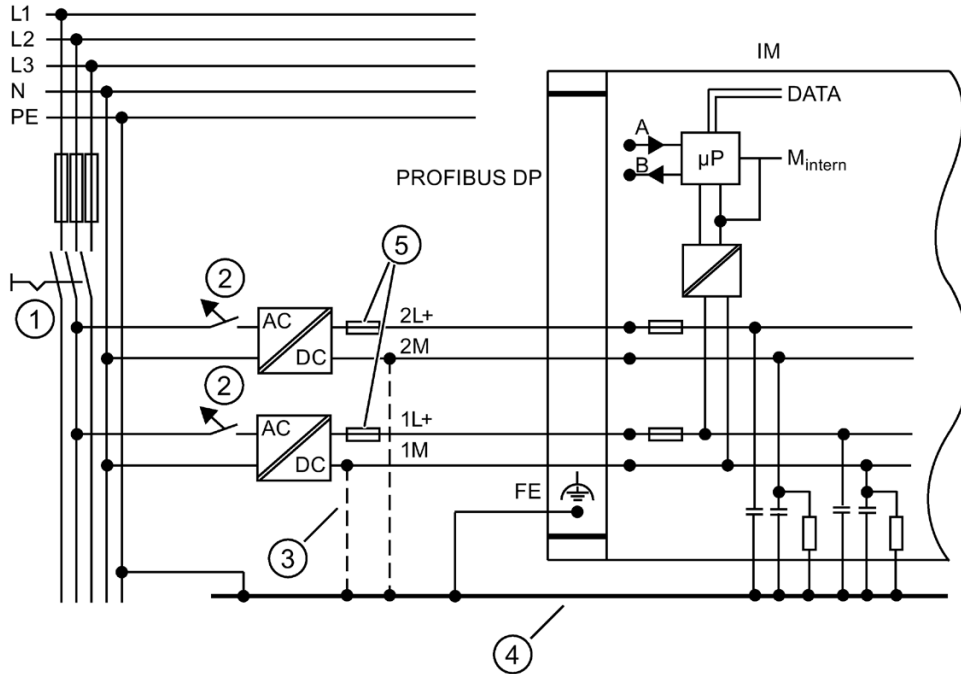 L1
L2
L3
N
PE
IM
DATA
A
µP
B
M intern
PROFIBUS DP
5
2
1
AC
DC
2L+
2M
2
AC
DC
1L+
1M
FE
3
4